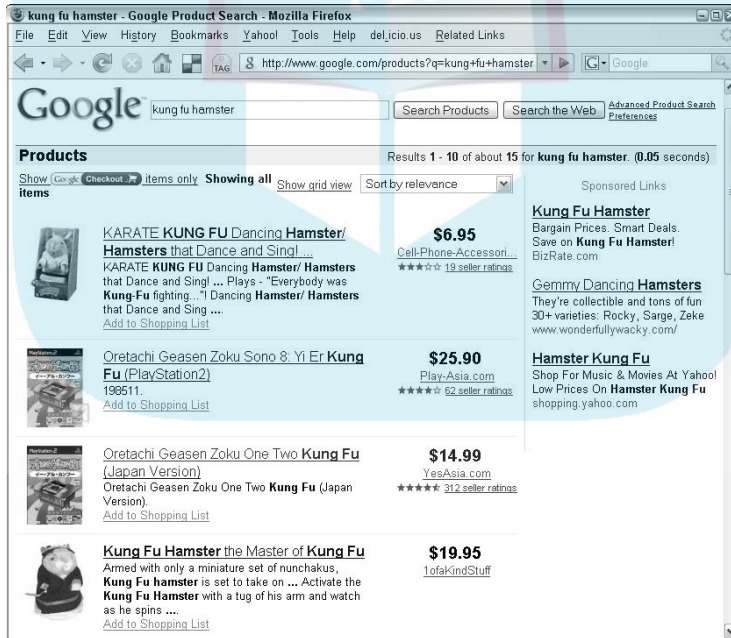 kung fu hamster - Google Product Search - Mozilla Firefox
File Edit View History Bookmarks Yahoo! Tools Help del.icio.us Related Links
TAG http://www.google.com/products?q=kung+fu+hamster G Google
Google kung fu hamster Search Products Search the Web Advanced Product Search
Preferences
Products Results 1 - 10 of about 15 for kung fu hamster. (0.05 seconds)
Show Google Checkout items only Showing all items Show grid view Sort by relevance
KARATE KUNG FU Dancing Hamster/
Hamsters that Dance and Sing! ...
KARATE KUNG FU Dancing Hamster/ Hamsters
that Dance and Sing! ... Plays - "Everybody was
Kung-Fu fighting..."! Dancing Hamster/ Hamsters
that Dance and Sing ....
Add to Shopping List
$6.95
Cell-Phone-Accessori...
19 seller ratings
Oretachi Geasen Zoku Sono 8: Yi Er Kung
Fu (PlayStation2)
198511.
Add to Shopping List
$25.90
Play-Asia.com
62 seller ratings
Oretachi Geasen Zoku One Two Kung Fu
(Japan Version)
Oretachi Geasen Zoku One Two Kung Fu (Japan
Version).
Add to Shopping List
$14.99
YesAsia.com
312 seller ratings
Kung Fu Hamster the Master of Kung Fu
Armed with only a miniature set of nunchakus,
Kung Fu hamster is set to take on ... Activate the
Kung Fu Hamster with a tug of his arm and watch
as he spins ....
Add to Shopping List
$19.95
1ofaKindStuff
Sponsored Links
Kung Fu Hamster
Bargain Prices. Smart Deals.
Save on Kung Fu Hamster!
BizRate.com
Gemmy Dancing Hamsters
They're collectible and tons of fun
30+ varieties: Rocky, Sarge, Zeke
www.wonderfullywacky.com/
Hamster Kung Fu
Shop For Music & Movies At Yahoo!
Low Prices On Hamster Kung Fu
shopping.yahoo.com